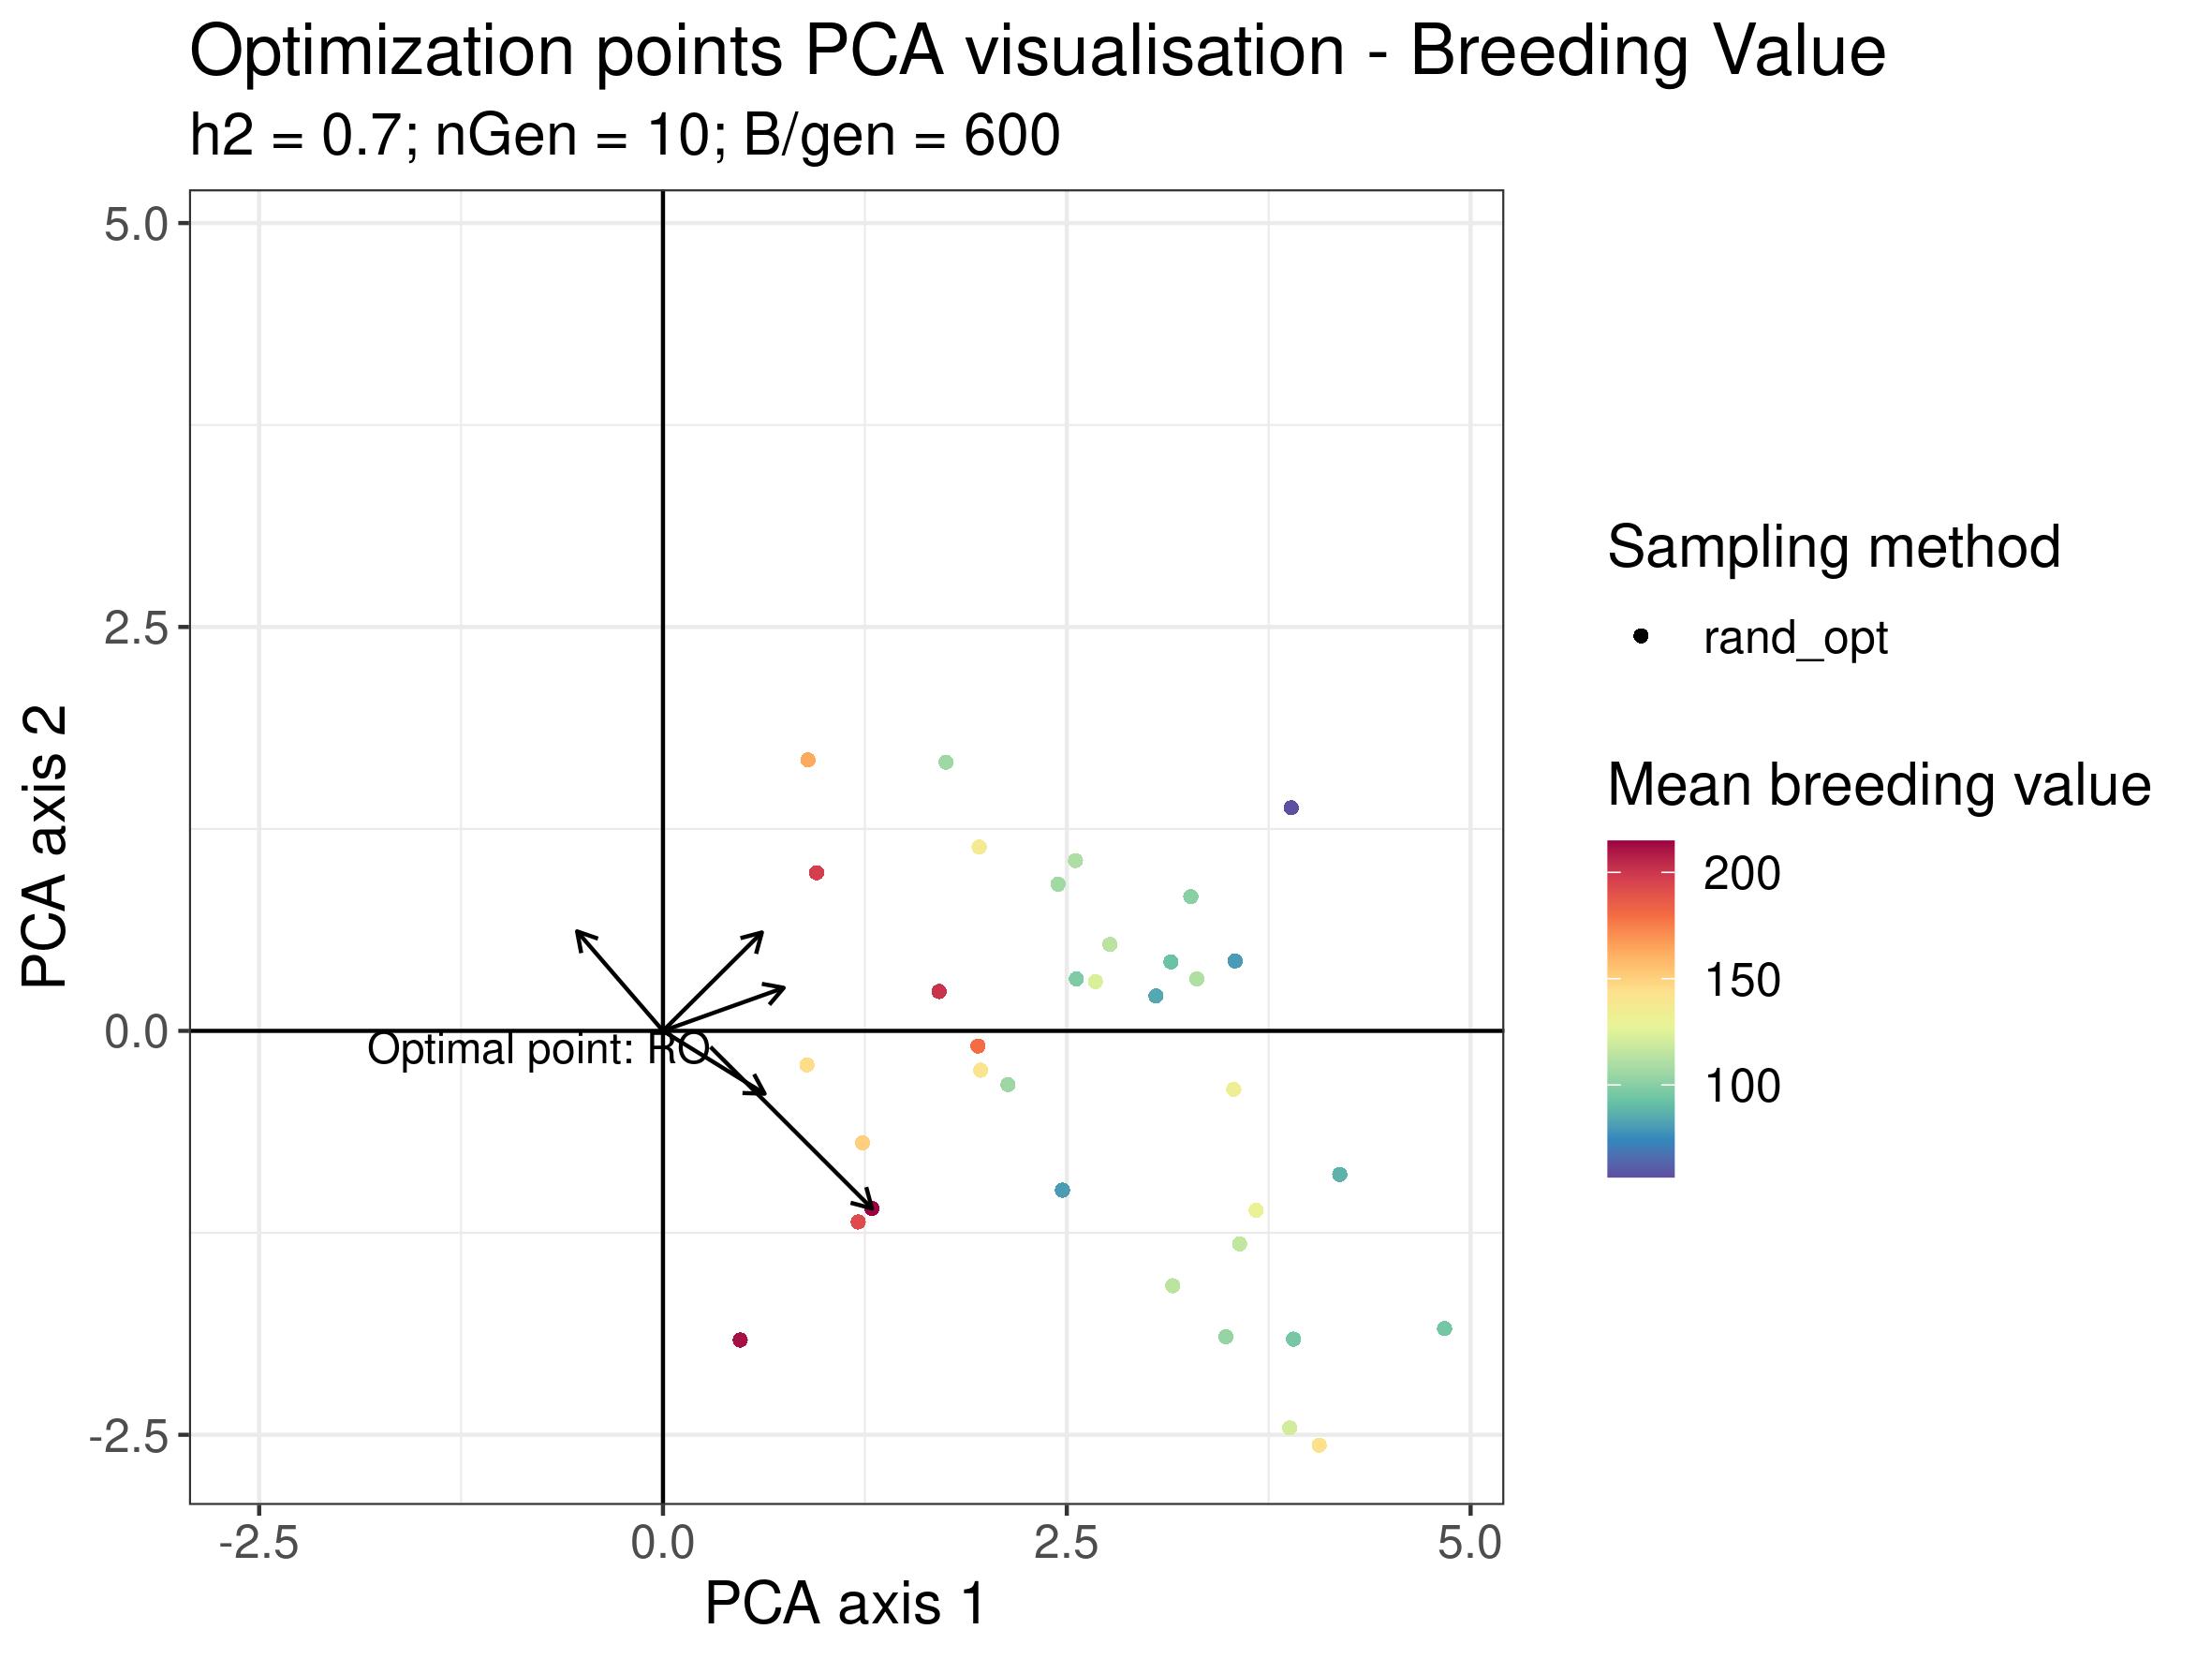 Optimization points PCA visualisation - Breeding Value
h2 = 0.7; nGen = 10; B/gen = 600
5.0
2.5
0.0
-2.5
PCA axis 2
Optimal point: RO
-2.5
0.0
2.5
5.0
PCA axis 1
Sampling method
rand_opt
Mean breeding value
200
150
100